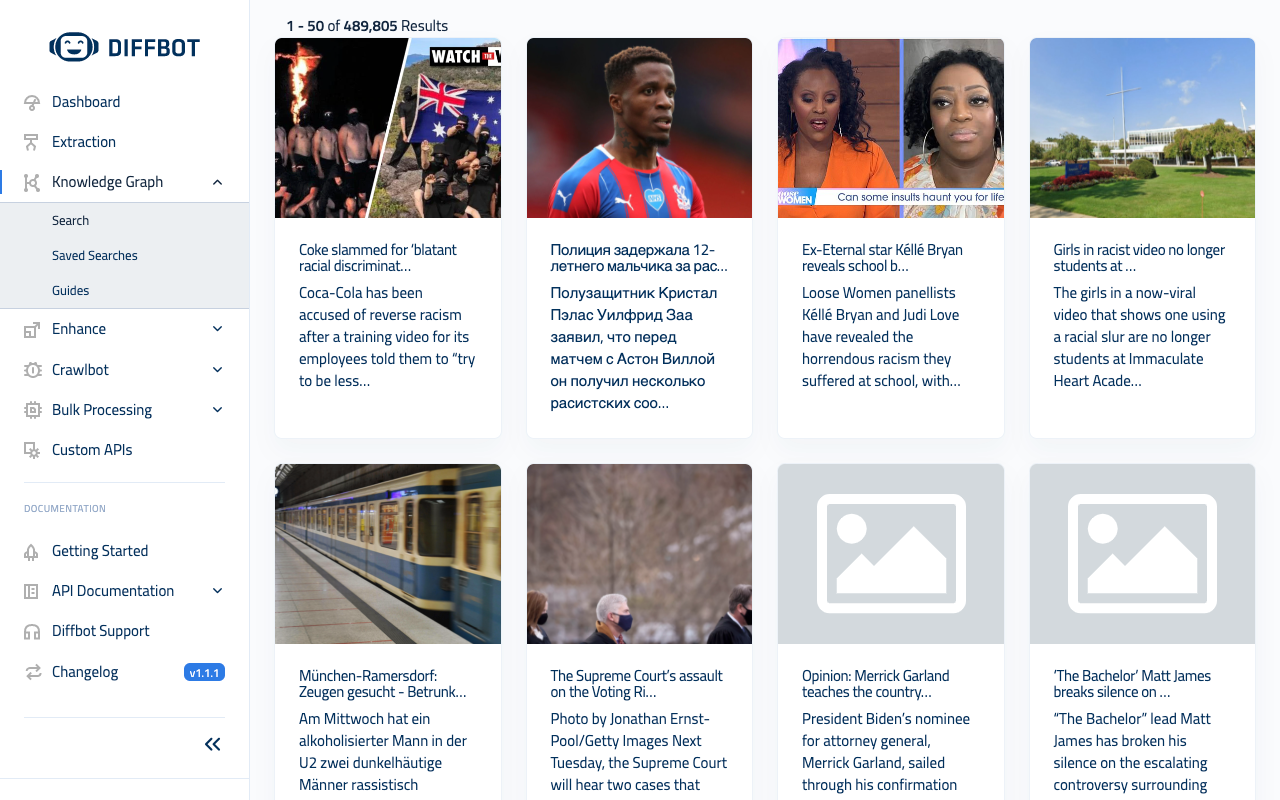 DIFFBOT
Dashboard
Extraction
Knowledge Graph
Search
Saved Searches
Guides
Enhance
Crawlbot
Bulk Processing
Custom APIs
DOCUMENTATION
Getting Started
API Documentation
Diffbot Support
Changelog v1.1.1
1 - 50 of 489,805 Results
WATCH THE
Coke slammed for ‘blatant
racial discriminat...
Coca-Cola has been
accused of reverse racism
after a training video for its
employees told them to “try
to be less...
Полиция задержала 12-
летнего мальчика за рас...
Полузащитник Кристал
Пэлас Уилфрид Заа
заявил, что перед
матчем с Астон Виллой
он получил несколько
расистских соо...
WOMEN
Can some insults haunt you for life
Ex-Eternal star Kéllé Bryan
reveals school b...
Loose Women panellists
Kéllé Bryan and Judi Love
have revealed the
horrendous racism they
suffered at school, with...
Girls in racist video no longer
students at ...
The girls in a now-viral
video that shows one using
a racial slur are no longer
students at Immaculate
Heart Acade...
München-Ramersdorf:
Zeugen gesucht - Betrunk...
Am Mittwoch hat ein
alkoholisierter Mann in der
U2 zwei dunkelhäutige
Männer rassistisch
The Supreme Court’s assault
on the Voting Ri...
Photo by Jonathan Ernst-
Pool/Getty Images Next
Tuesday, the Supreme Court
will hear two cases that
Opinion: Merrick Garland
teaches the country...
President Biden’s nominee
for attorney general,
Merrick Garland, sailed
through his confirmation
‘The Bachelor’ Matt James
breaks silence on ...
“The Bachelor” lead Matt
James has broken his
silence on the escalating
controversy surrounding